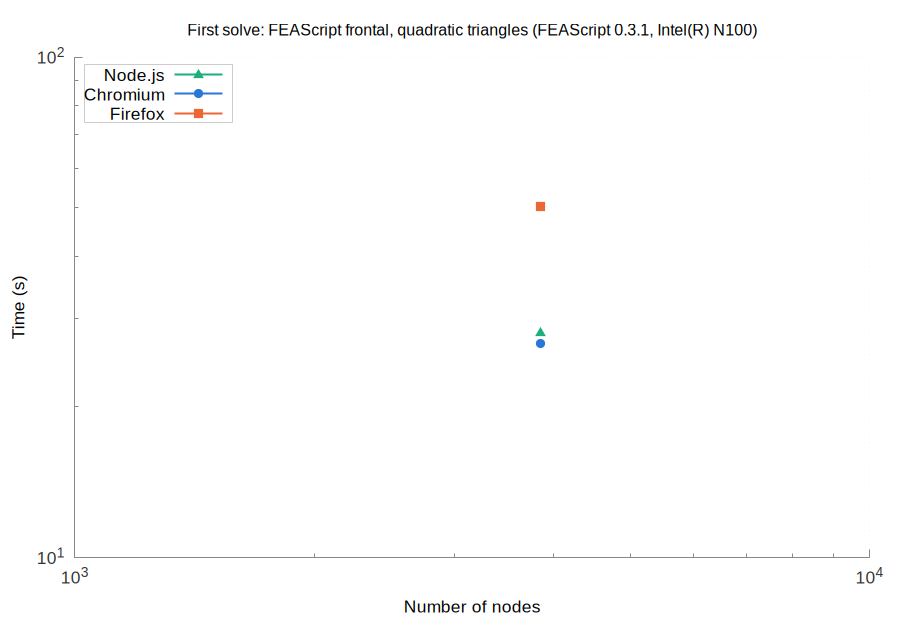 First solve: FEAScript frontal, quadratic triangles (FEAScript 0.3.1, Intel(R) N100)
10²
Node.js
Chromium
Firefox
Time (s)
10¹
10³
10⁴
Number of nodes